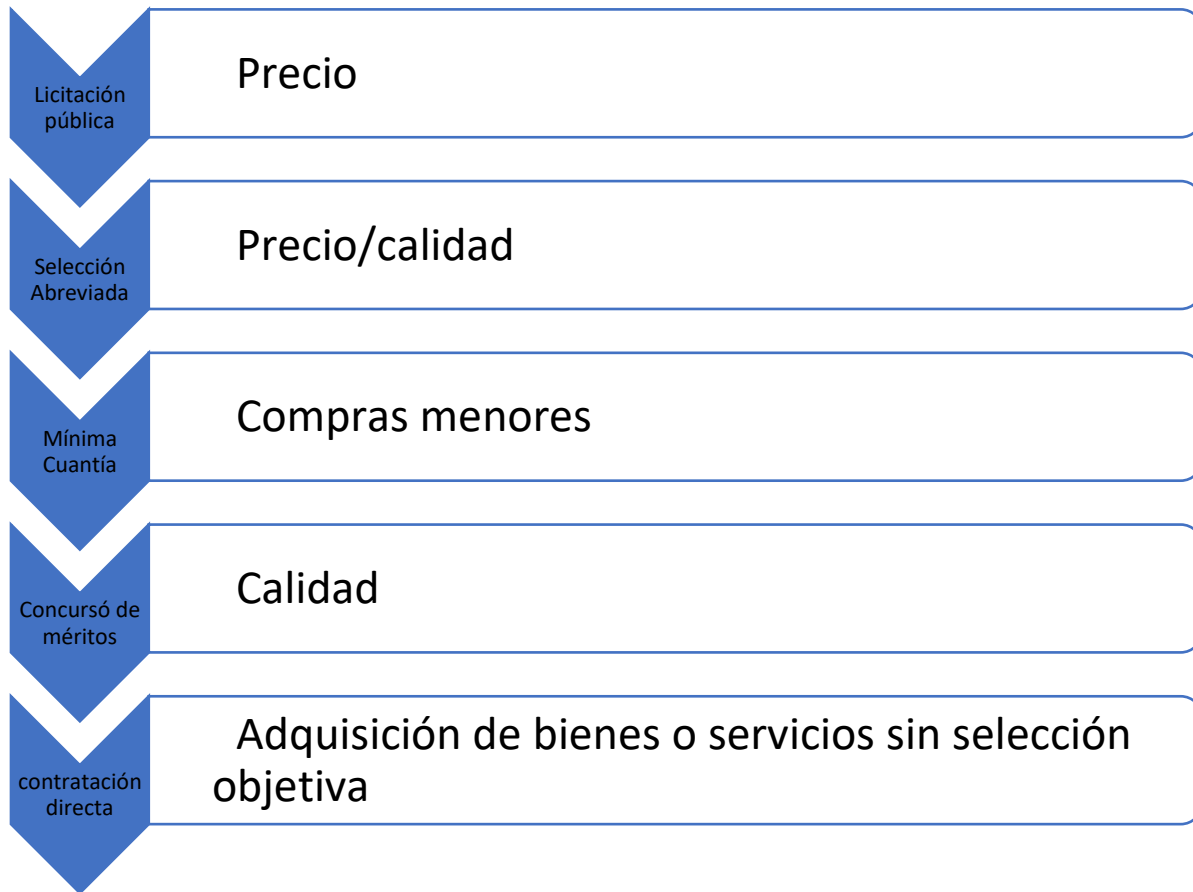 Licitación
pública
Precio
Selección
Abreviada
Precio/calidad
Mínima
Cuantía
Compras menores
Concursó de
méritos
Calidad
contratación
directa
Adquisición de bienes o servicios sin selección
objetiva